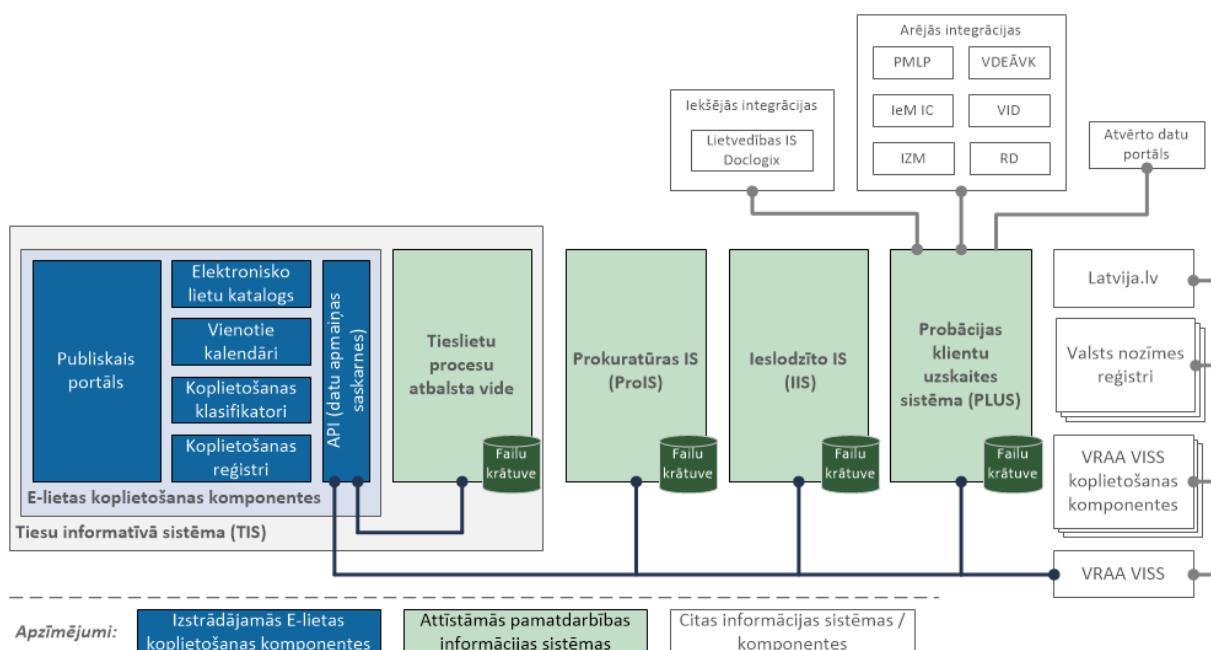 Arējās integrācijas
PMLP
VDEĀVK
IeM IC
VID
IZM
RD
Iekšējās integrācijas
Lietvedības IS
Doclogix
Atvērto datu
portāls
Publiskais
portāls
Elektronisko
lietu katalogs
Vienotie
kalendāri
Koplietošanas
klasifikatori
Koplietošanas
reģistri
API (datu apmaiņas
saskarnes)
E-lietas koplietošanas komponentes
Tiesu informatīvā sistēma (TIS)
Tieslietu
procesu
atbalsta vide
Failu
krātuve
Prokuratūras IS
(ProIS)
Failu
krātuve
Ieslodzīto IS
(IIS)
Failu
krātuve
Probācijas
klientu
uzskaites
sistēma (PLUS)
Failu
krātuve
Latvija.lv
Valsts nozīmes
reģistri
VRAA VISS
koplietošanas
komponentes
VRAA VISS
Apzīmējumi:
Izstrādājamās E-lietas
koplietošanas komponentes
Attīstāmās pamatdarbības
informācijas sistēmas
Citas informācijas sistēmas /
komponentes